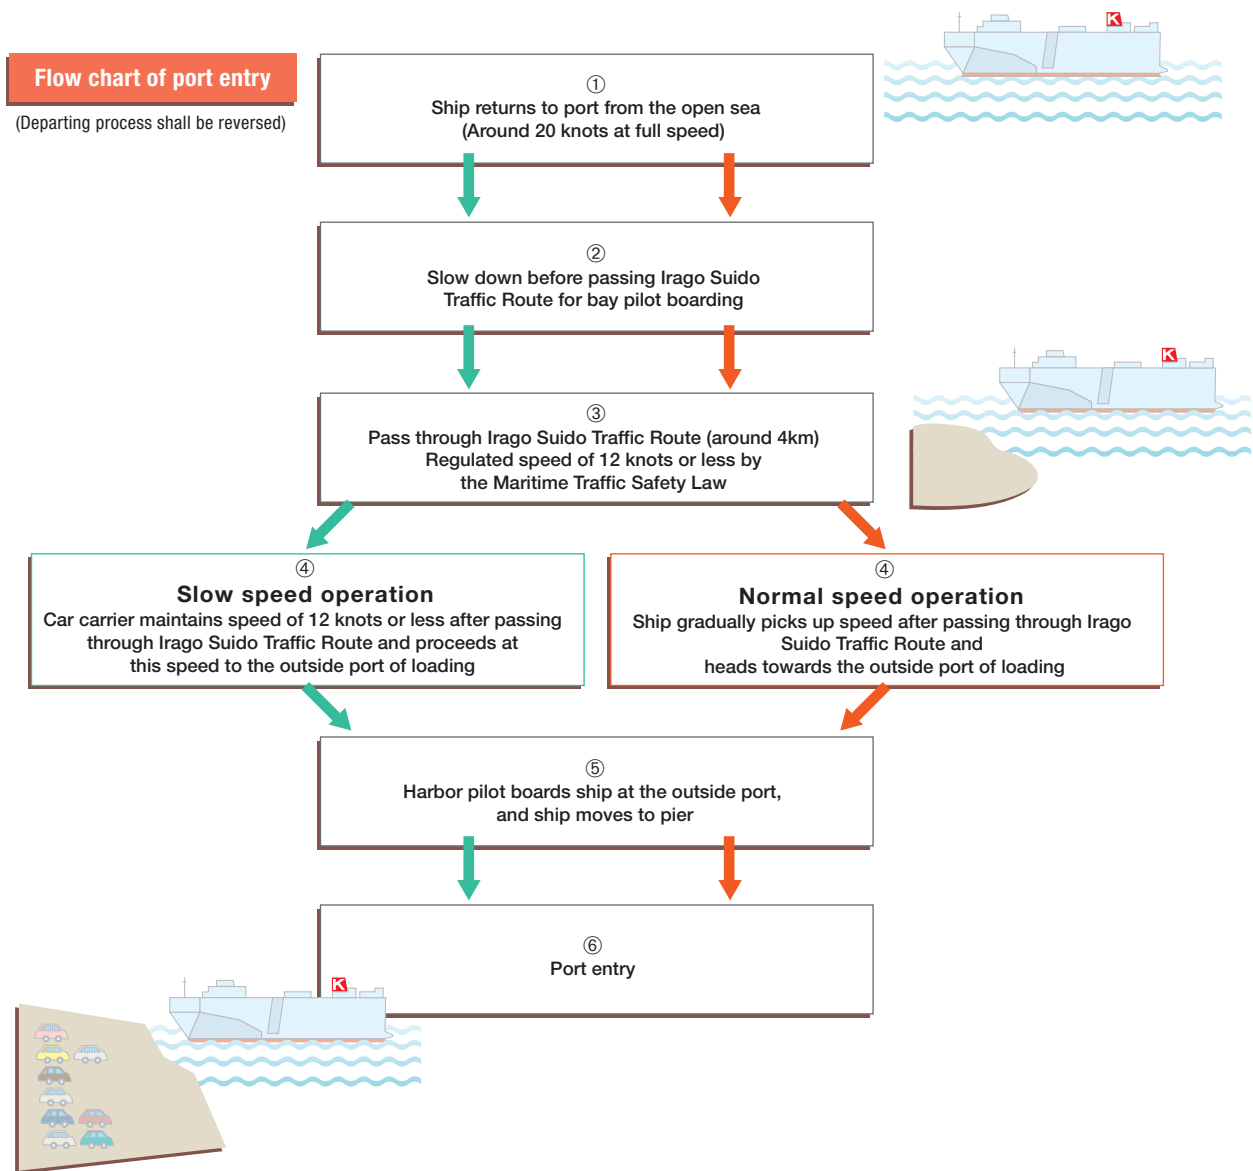 Flow chart of port entry
(Departing process shall be reversed)
①
Ship returns to port from the open sea
(Around 20 knots at full speed)
K
②
Slow down before passing Irago Suido
Traffic Route for bay pilot boarding
K
③
Pass through Irago Suido Traffic Route (around 4km)
Regulated speed of 12 knots or less by
the Maritime Traffic Safety Law
④
Slow speed operation
Car carrier maintains speed of 12 knots or less after passing
through Irago Suido Traffic Route and proceeds at
this speed to the outside port of loading
④
Normal speed operation
Ship gradually picks up speed after passing through Irago
Suido Traffic Route and
heads towards the outside port of loading
⑤
Harbor pilot boards ship at the outside port,
and ship moves to pier
⑥
Port entry
K